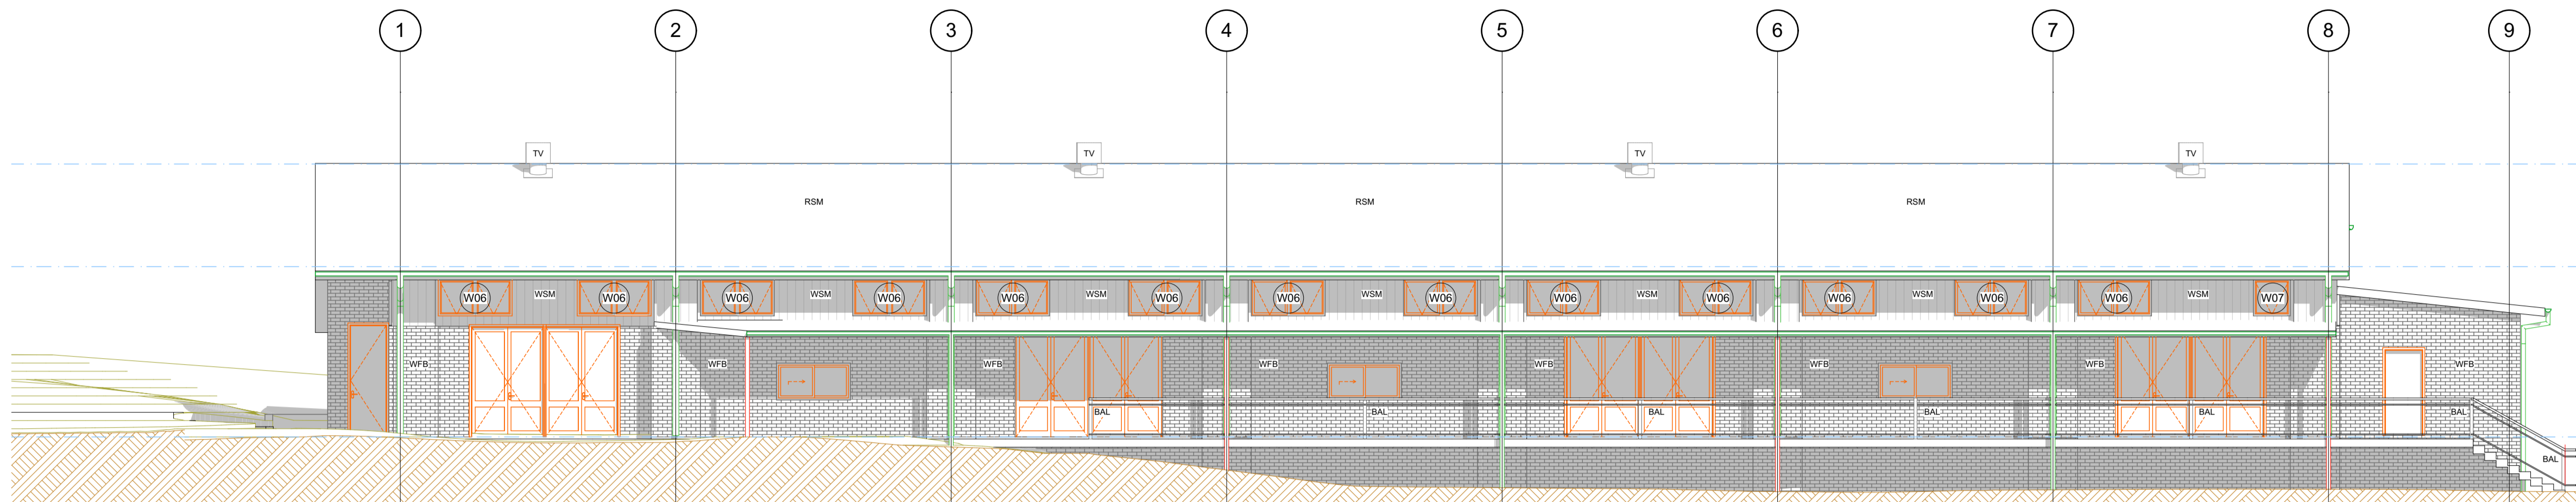 1 2 3 4 5 6 7 8 9
TV TV TV TV
RSM RSM RSM
W06 WSM W06 W06 WSM W06 W06 WSM W06 W06 WSM W06 W06 WSM W06 W06 WSM W06 W06 WSM W07
WFB WFB WFB WFB WFB WFB WFB WFB
BAL BAL BAL BAL BAL BAL
BAL